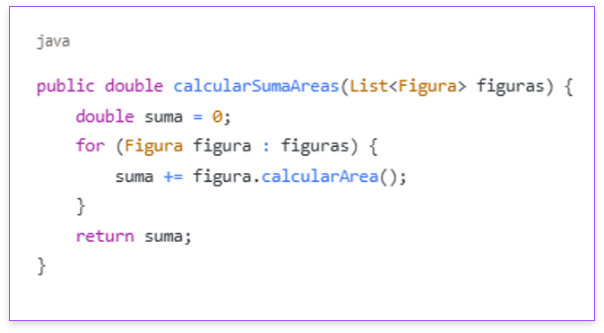 java
public double calcularSumaAreas(List<Figura> figuras) {
    double suma = 0;
    for (Figura figura : figuras) {
        suma += figura.calcularArea();
    }
    return suma;
}